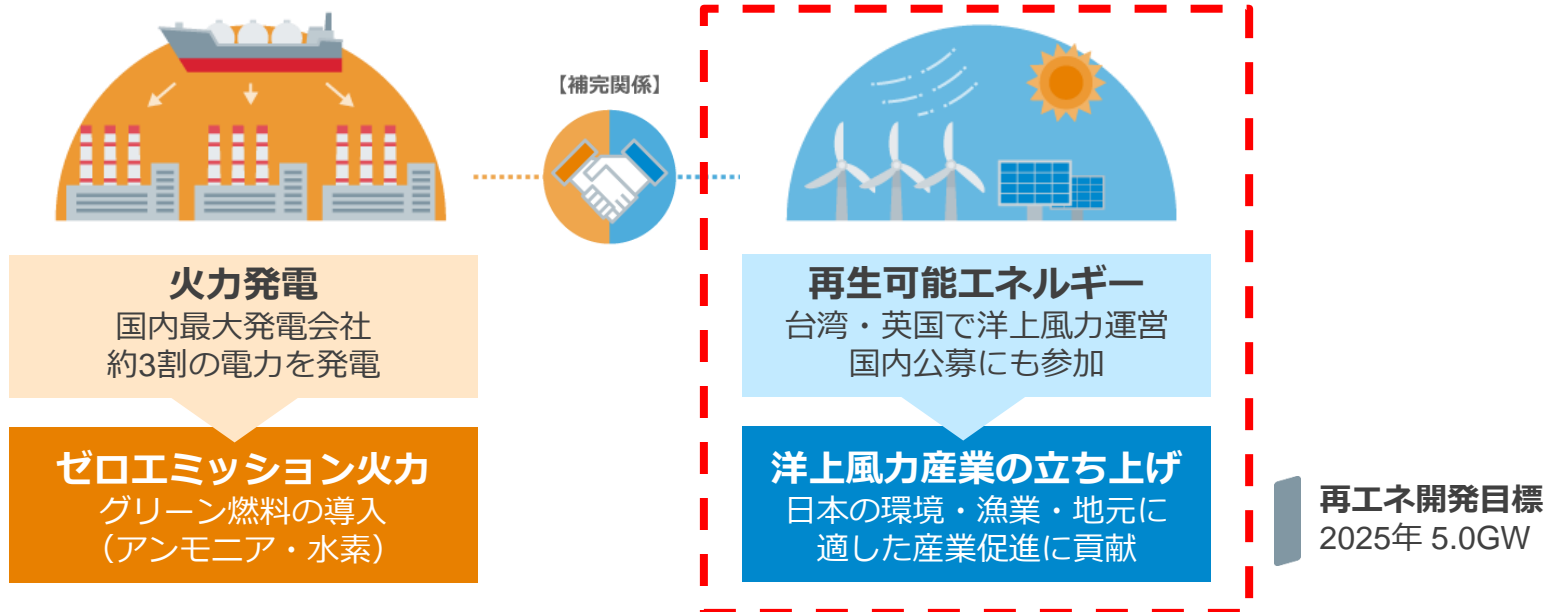 【補完関係】
火力発電
国内最大発電会社
約3割の電力を発電
ゼロエミッション火力
グリーン燃料の導入
（アンモニア・水素）
再生可能エネルギー
台湾・英国で洋上風力運営
国内公募にも参加
洋上風力産業の立ち上げ
日本の環境・漁業・地元に
適した産業促進に貢献
再エネ開発目標
2025年 5.0GW